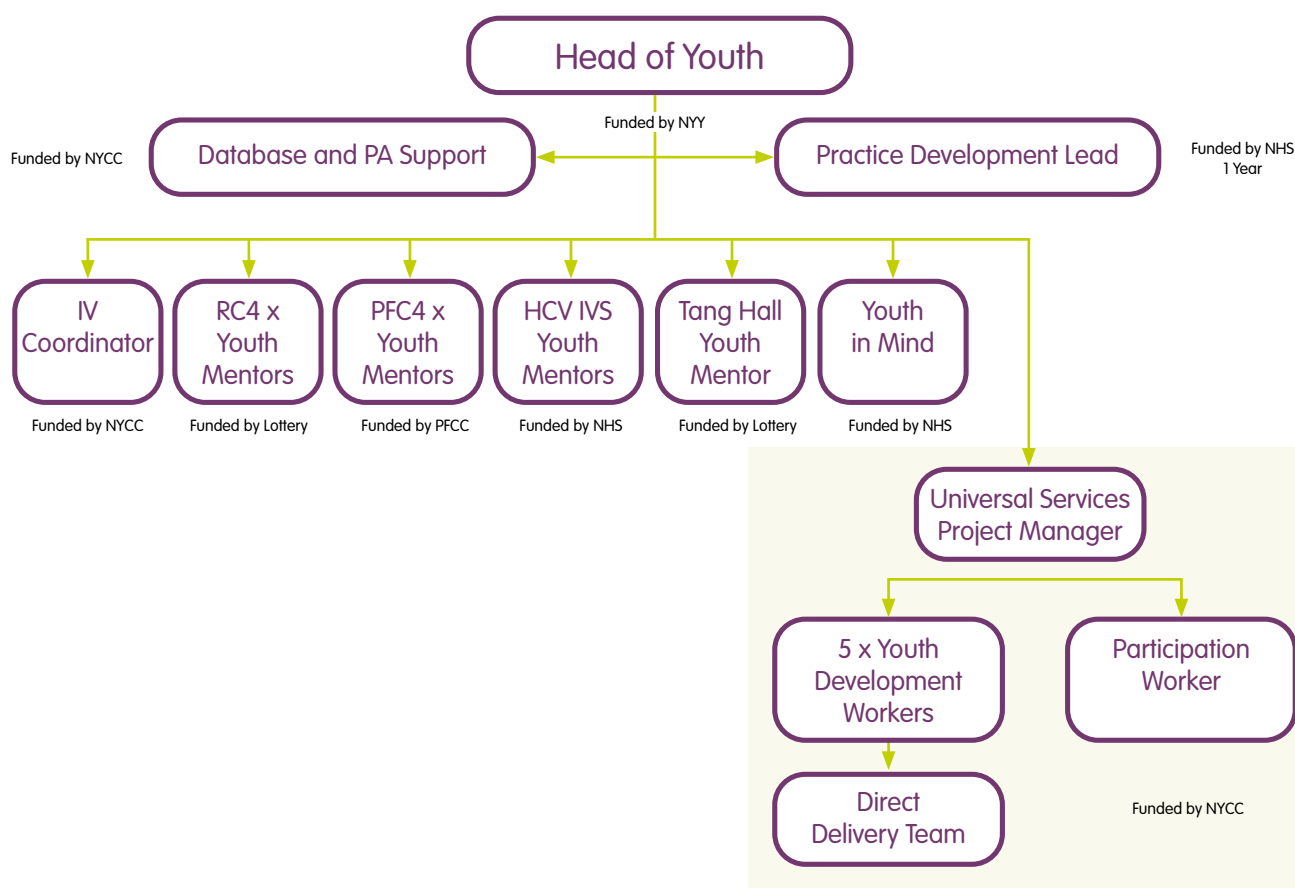 Head of Youth
Funded by NYY
Funded by NYCC
Database and PA Support
Practice Development Lead
Funded by NHS
1 Year
IV
Coordinator
RC4 x
Youth
Mentors
PFC4 x
Youth
Mentors
HCV IVS
Youth
Mentors
Tang Hall
Youth
Mentor
Youth
in Mind
Funded by NYCC
Funded by Lottery
Funded by PFCC
Funded by NHS
Funded by Lottery
Funded by NHS
Universal Services
Project Manager
5 x Youth
Development
Workers
Participation
Worker
Direct
Delivery Team
Funded by NYCC